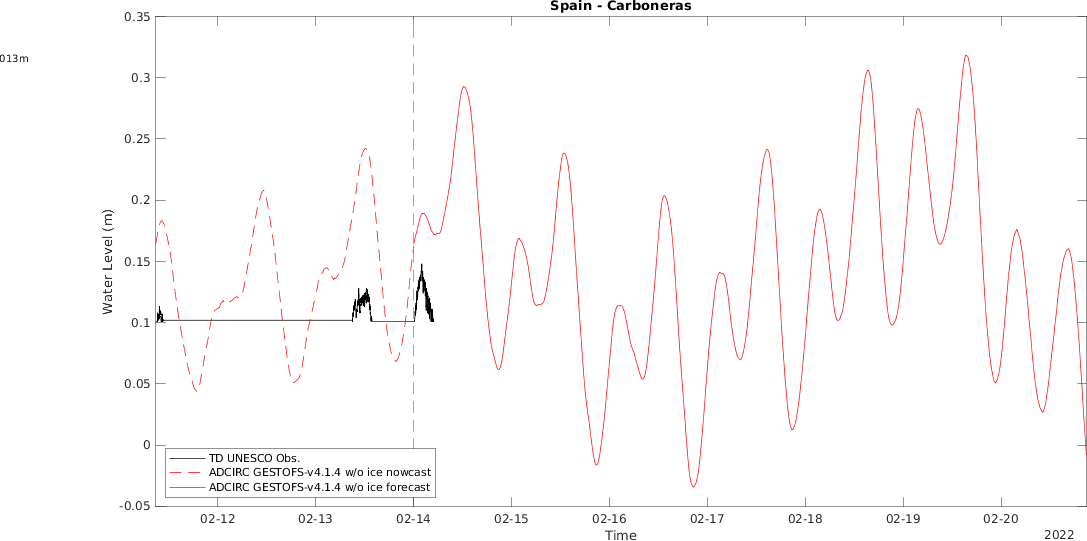 Spain - Carboneras
013m
0.35
0.3
0.25
0.2
0.15
0.1
0.05
0
-0.05
Water Level (m)
TD UNESCO Obs.
ADCIRC GESTOFS-v4.1.4 w/o ice nowcast
ADCIRC GESTOFS-v4.1.4 w/o ice forecast
02-12 02-13 02-14 02-15 02-16 02-17 02-18 02-19 02-20
Time
2022